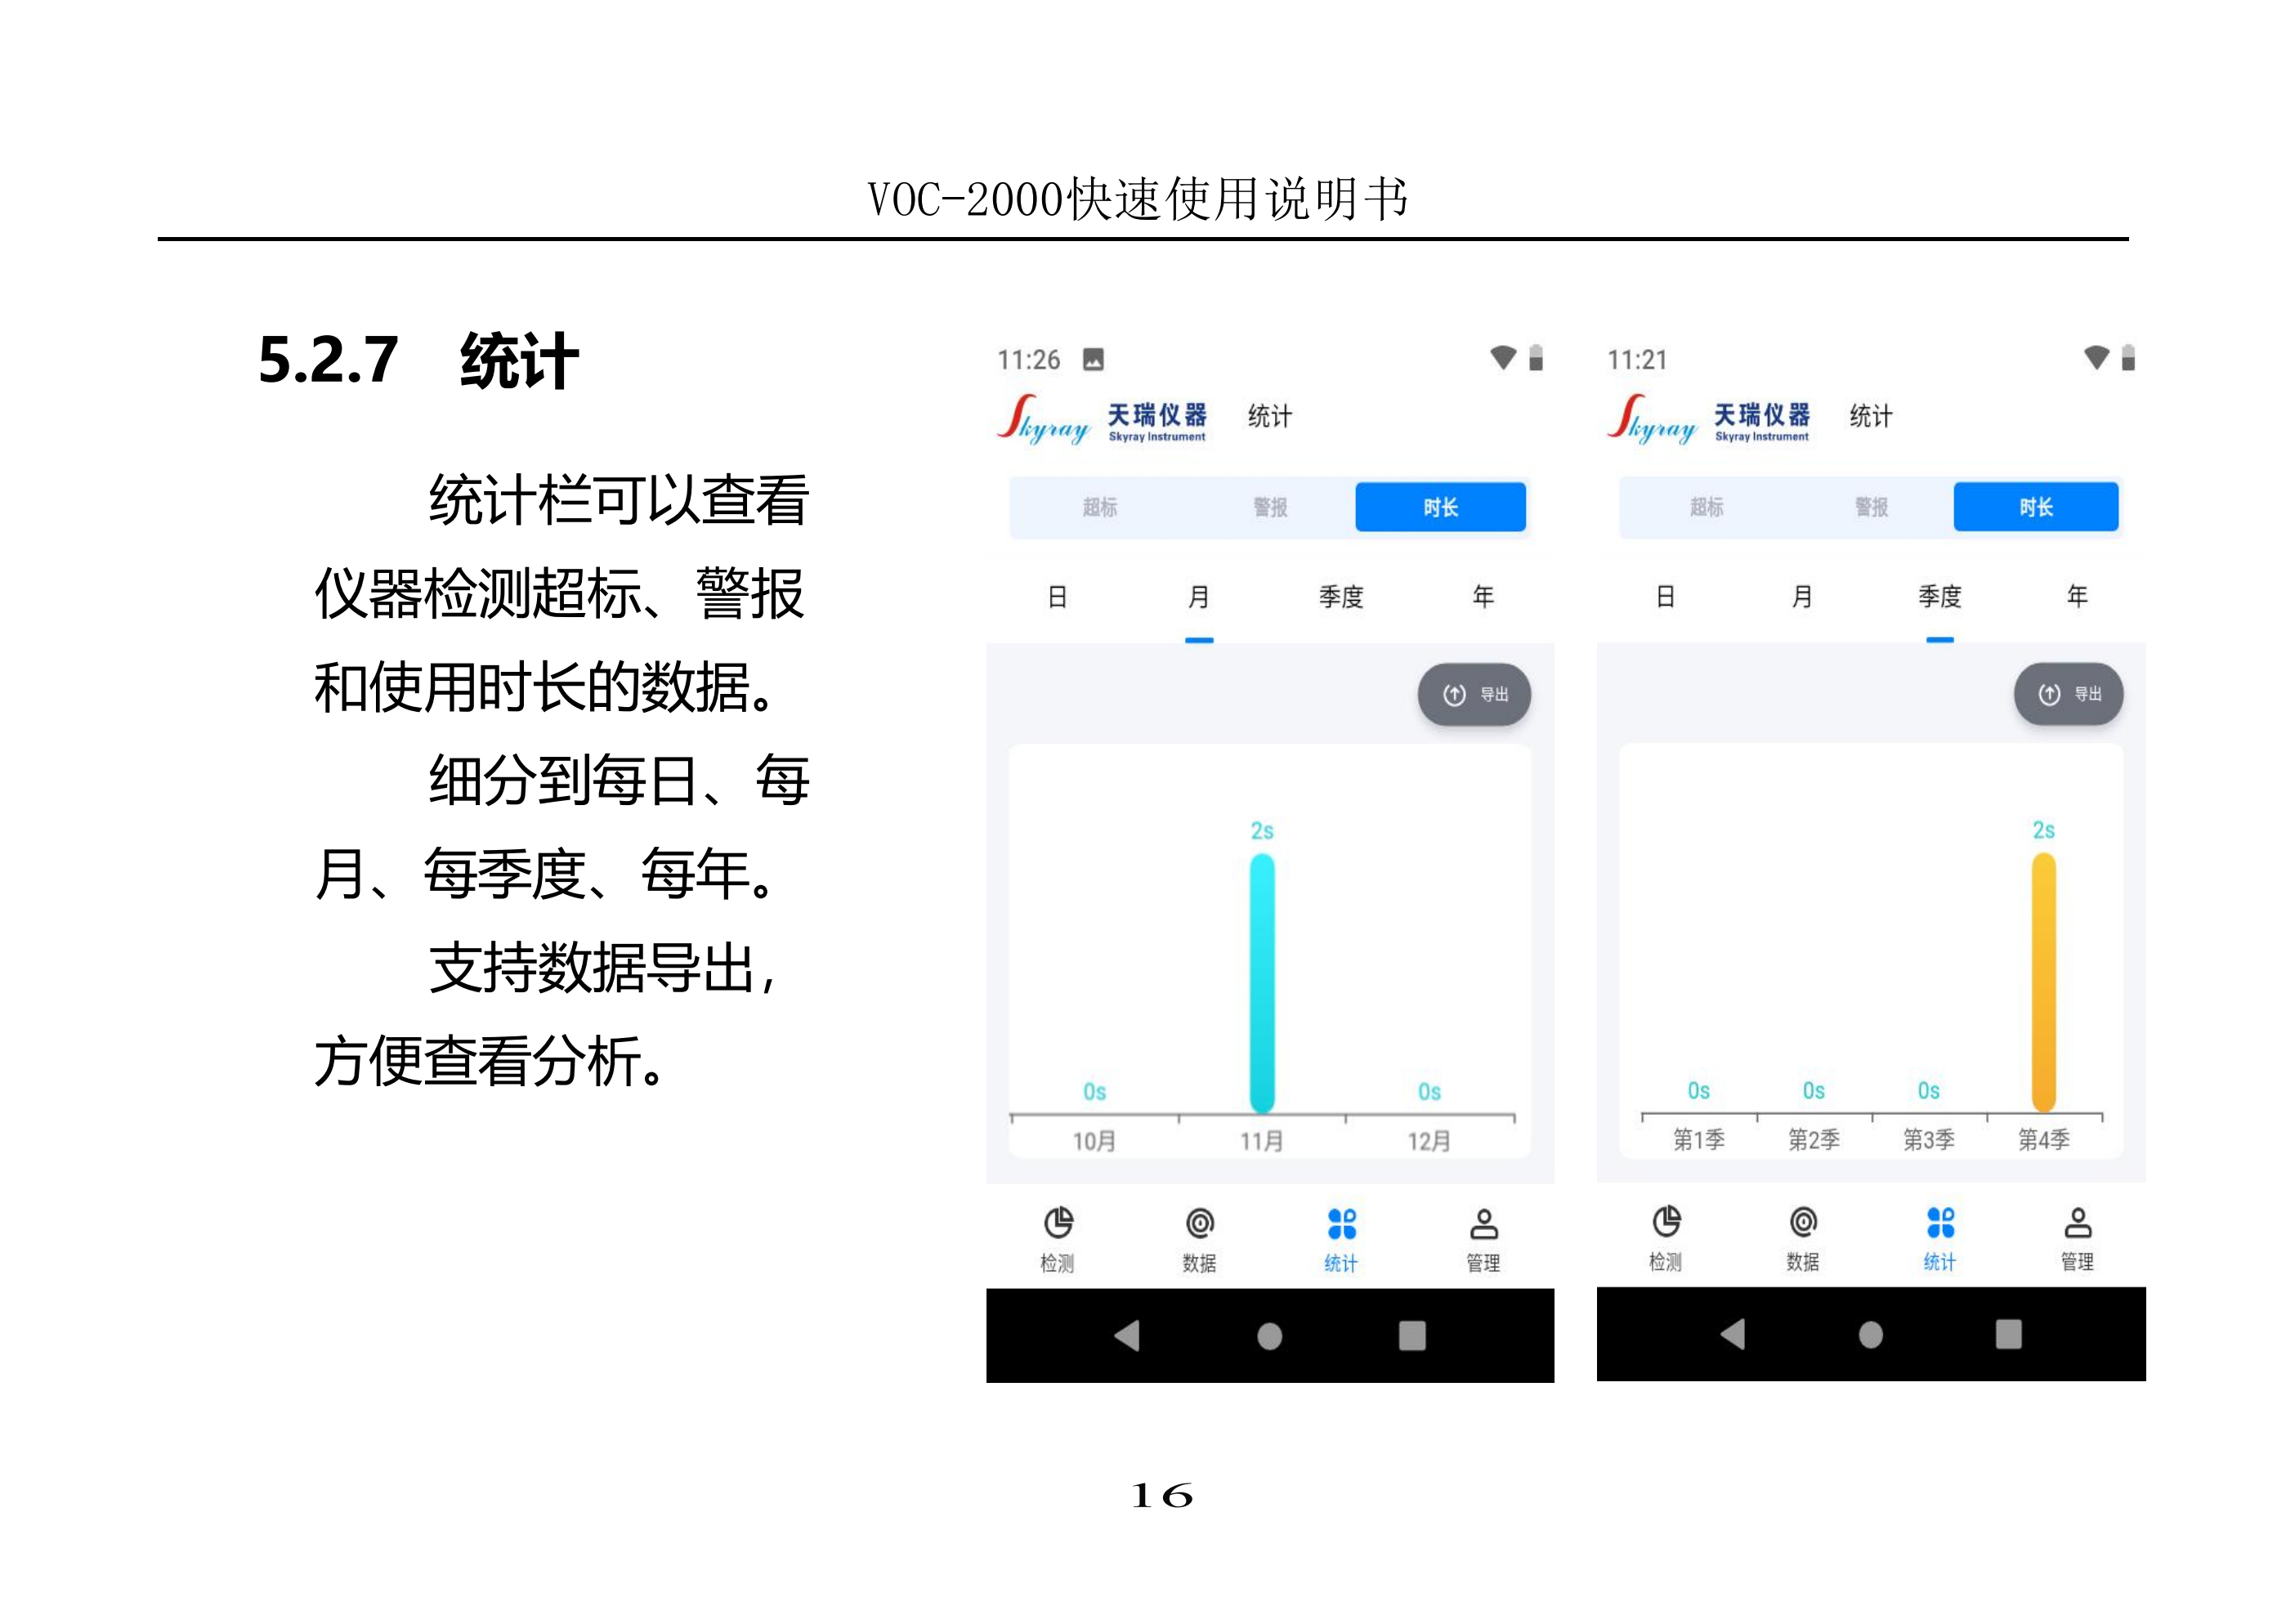 VOC-2000快速使用说明书
5.2.7 统计
统计栏可以查看
仪器检测超标、警报
和使用时长的数据。
细分到每日、每
月、每季度、每年。
支持数据导出，
方便查看分析。
11:26
Skyray 天瑞仪器 统计
Skyray Instrument
超标 警报 时长
日 月 季度 年
导出
2s
0s 0s
10月 11月 12月
检测 数据 统计 管理
11:21
Skyray 天瑞仪器 统计
Skyray Instrument
超标 警报 时长
日 月 季度 年
导出
2s
0s 0s 0s
第1季 第2季 第3季 第4季
检测 数据 统计 管理
16